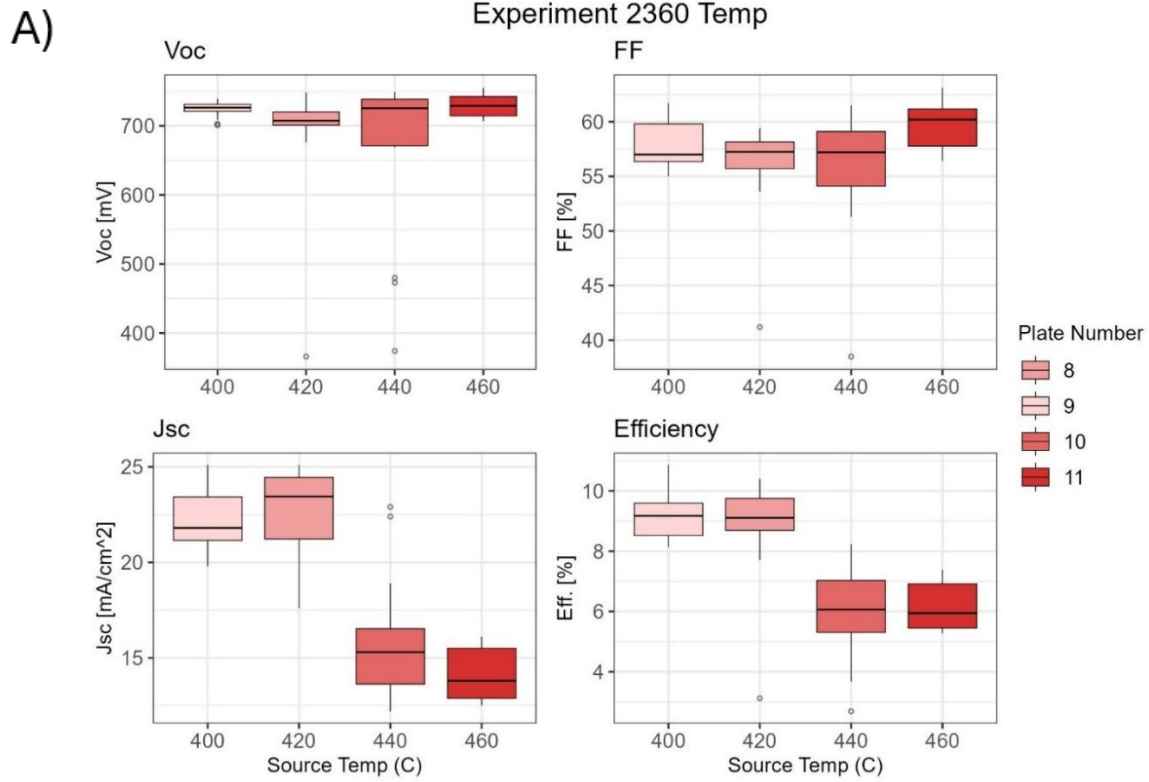 A)
Experiment 2360 Temp
Voc
Voc [mV]
700
600
500
400
400 420 440 460
FF
FF [%]
60
55
50
45
40
400 420 440 460
Jsc
Jsc [mA/cm^2]
25
20
15
400 420 440 460
Source Temp (C)
Efficiency
Eff. [%]
10
8
6
4
400 420 440 460
Source Temp (C)
Plate Number
8
9
10
11